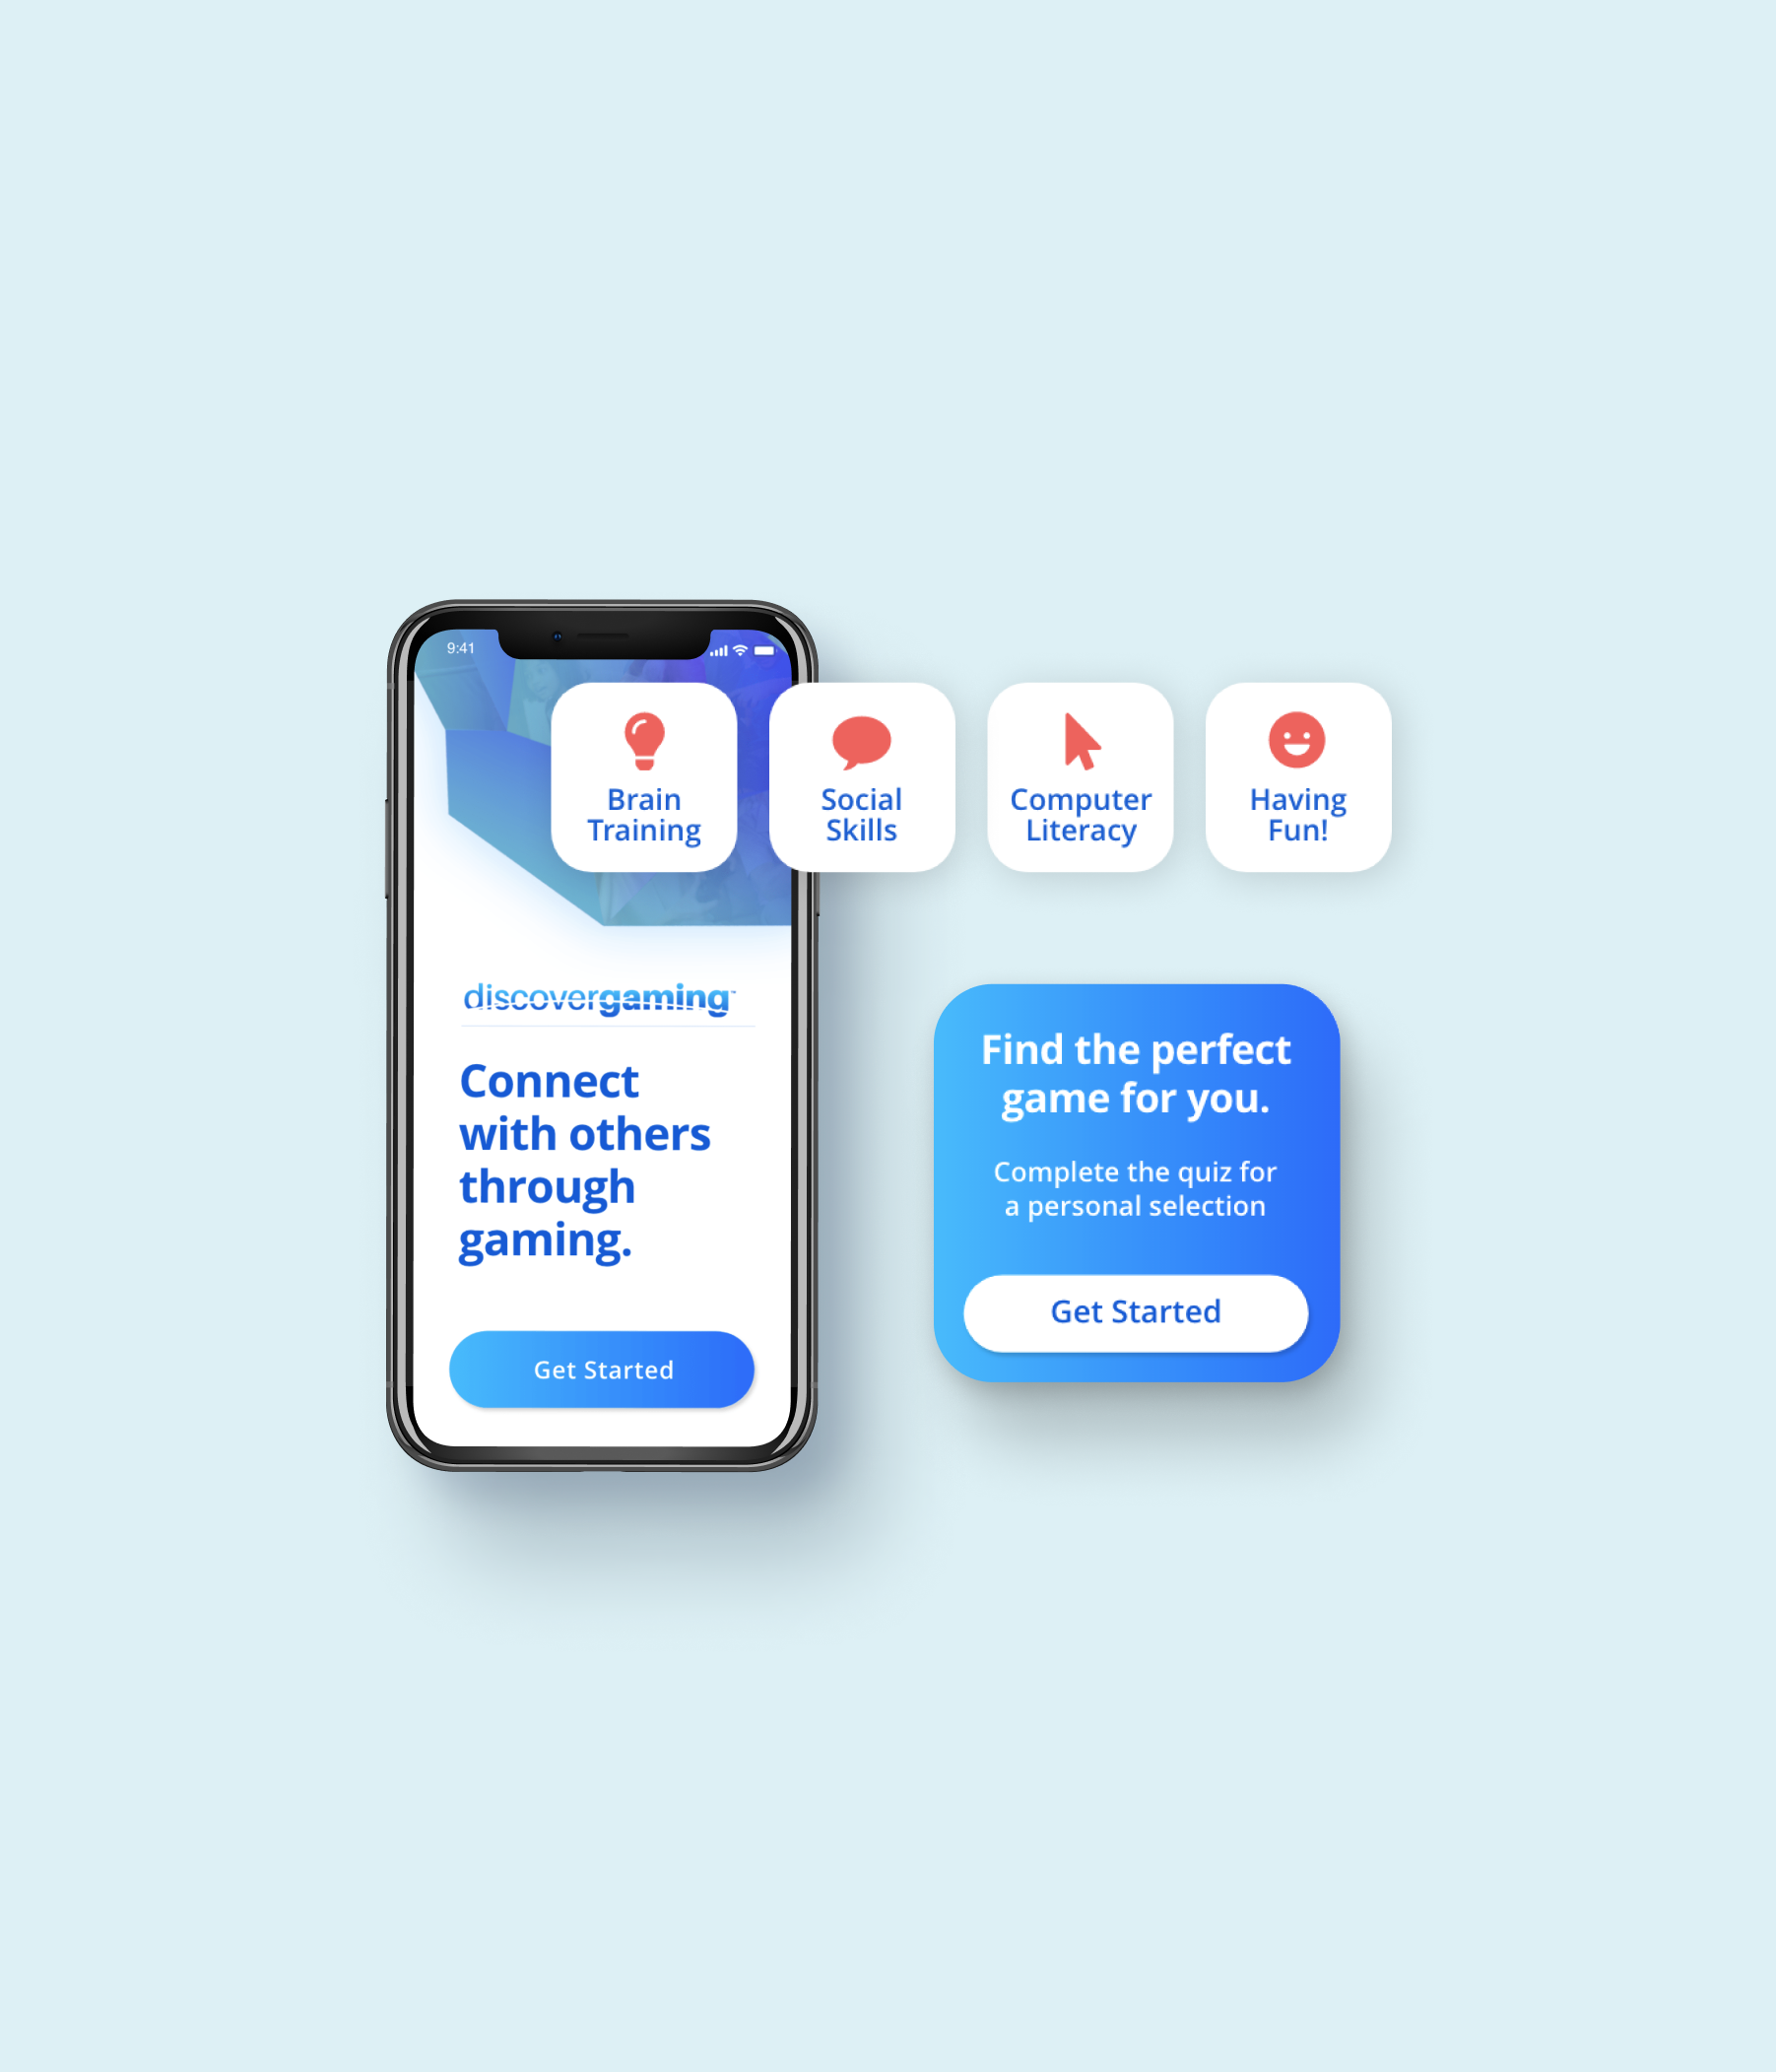 9:41
Brain
Training
Social
Skills
Computer
Literacy
Having
Fun!
discovergaming™
Connect
with others
through
gaming.
Get Started
Find the perfect
game for you.
Complete the quiz for
a personal selection
Get Started